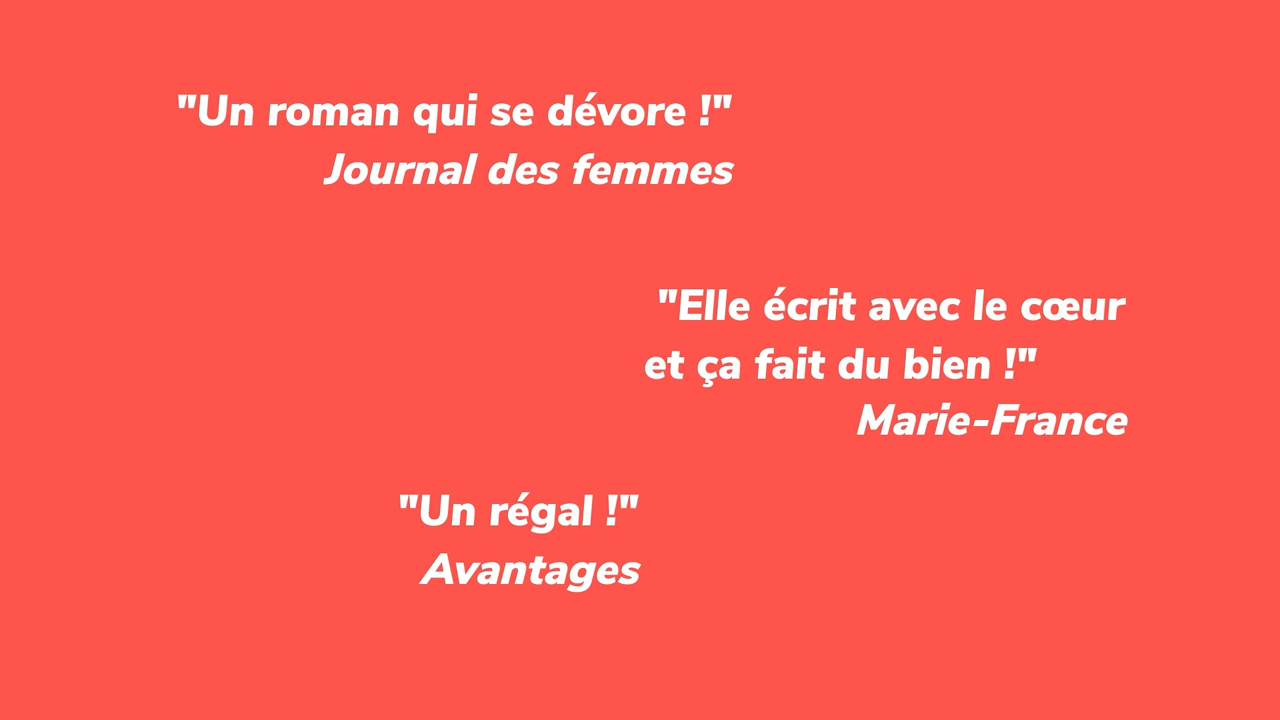 "Un roman qui se dévore !"
Journal des femmes
"Elle écrit avec le cœur
et ça fait du bien !"
Marie-France
"Un régal !"
Avantages